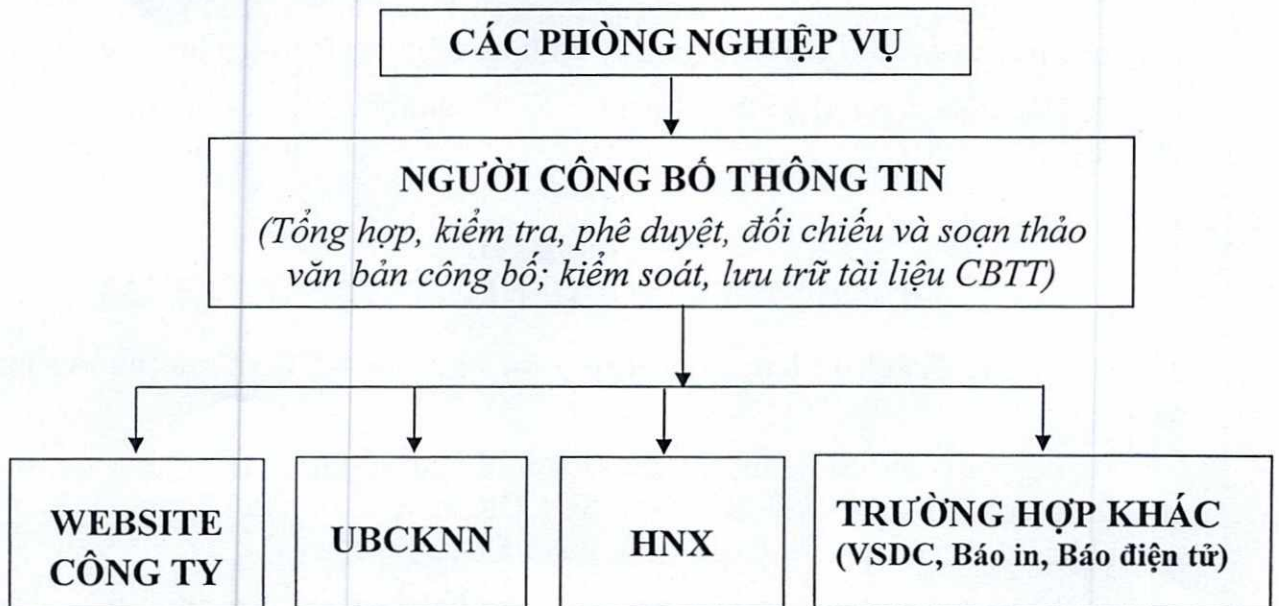 CÁC PHÒNG NGHIỆP VỤ
NGƯỜI CÔNG BỐ THÔNG TIN
(Tổng hợp, kiểm tra, phê duyệt, đối chiếu và soạn thảo
văn bản công bố; kiểm soát, lưu trữ tài liệu CBTT)
WEBSITE
CÔNG TY
UBCKNN
HNX
TRƯỜNG HỢP KHÁC
(VSDC, Báo in, Báo điện tử)